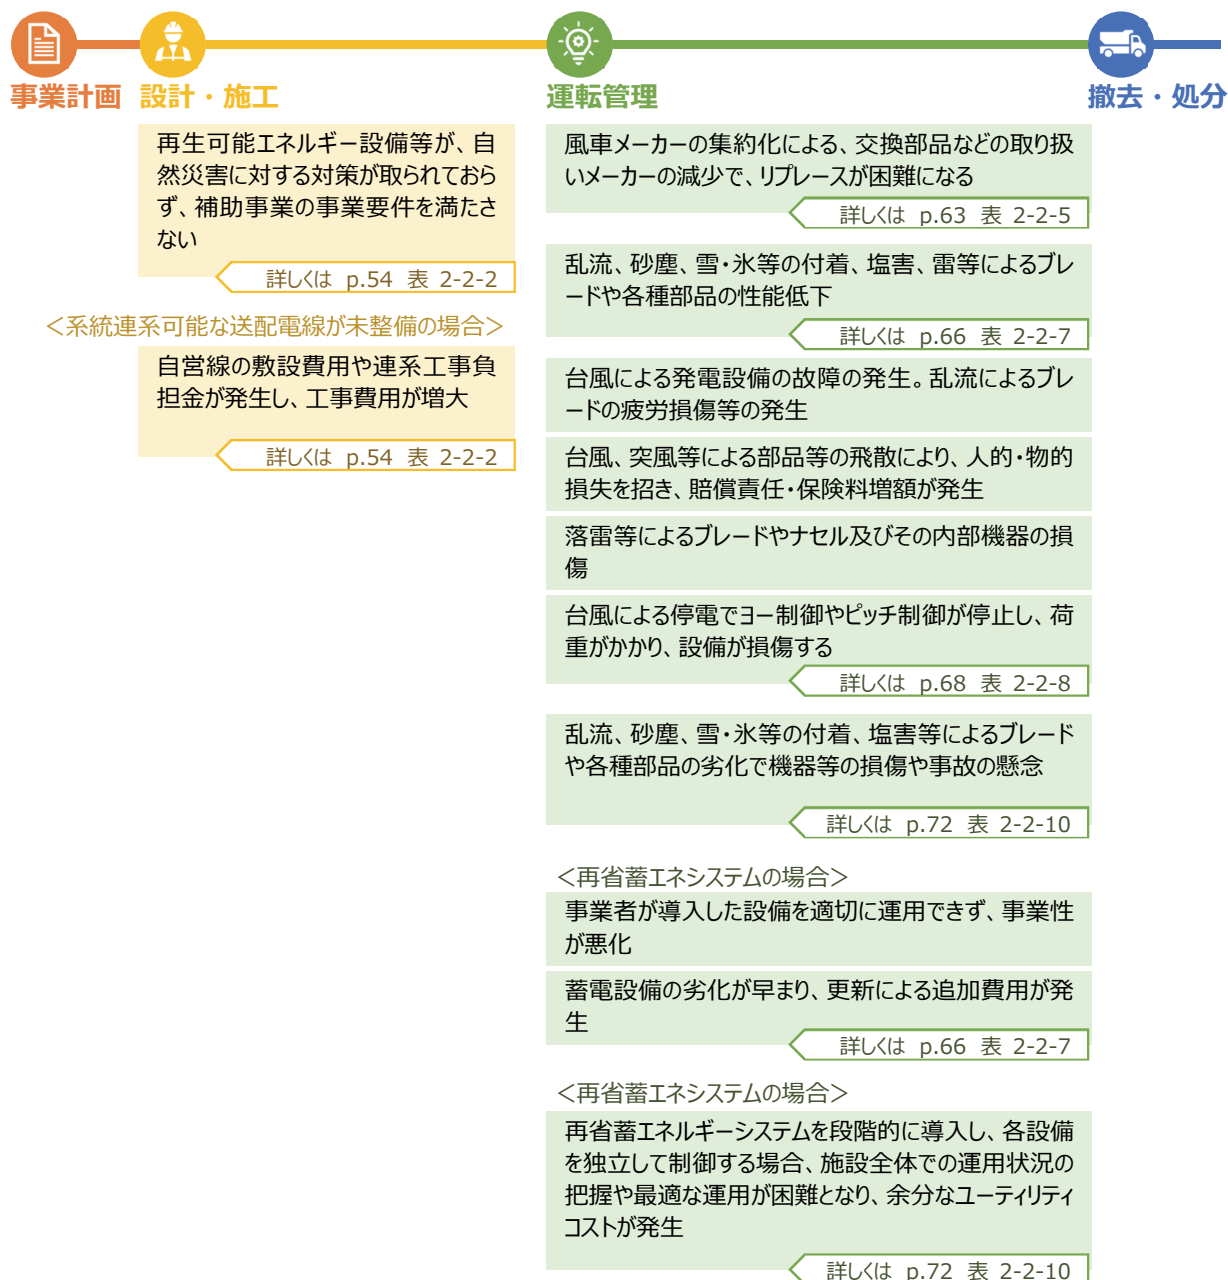 事業計画 設計・施工 運転管理 撤去・処分
再生可能エネルギー設備等が、自
然災害に対する対策が取られておら
ず、補助事業の事業要件を満たさ
ない
詳しくは p.54 表 2-2-2
＜系統連系可能な送配電線が未整備の場合＞
自営線の敷設費用や連系工事負
担金が発生し、工事費用が増大
詳しくは p.54 表 2-2-2
風車メーカーの集約化による、交換部品などの取り扱
いメーカーの減少で、リプレースが困難になる
詳しくは p.63 表 2-2-5
乱流、砂塵、雪・氷等の付着、塩害、雷等によるブレ
ードや各種部品の性能低下
詳しくは p.66 表 2-2-7
台風による発電設備の故障の発生。乱流によるブレ
ードの疲労損傷等の発生
台風、突風等による部品等の飛散により、人的・物的
損失を招き、賠償責任・保険料増額が発生
落雷等によるブレードやナセル及びその内部機器の損
傷
台風による停電でヨー制御やピッチ制御が停止し、荷
重がかかり、設備が損傷する
詳しくは p.68 表 2-2-8
乱流、砂塵、雪・氷等の付着、塩害等によるブレード
や各種部品の劣化で機器等の損傷や事故の懸念
詳しくは p.72 表 2-2-10
＜再省蓄エネシステムの場合＞
事業者が導入した設備を適切に運用できず、事業性
が悪化
蓄電設備の劣化が早まり、更新による追加費用が発
生
詳しくは p.66 表 2-2-7
＜再省蓄エネシステムの場合＞
再省蓄エネルギーシステムを段階的に導入し、各設備
を独立して制御する場合、施設全体での運用状況の
把握や最適な運用が困難となり、余分なユーティリティ
コストが発生
詳しくは p.72 表 2-2-10